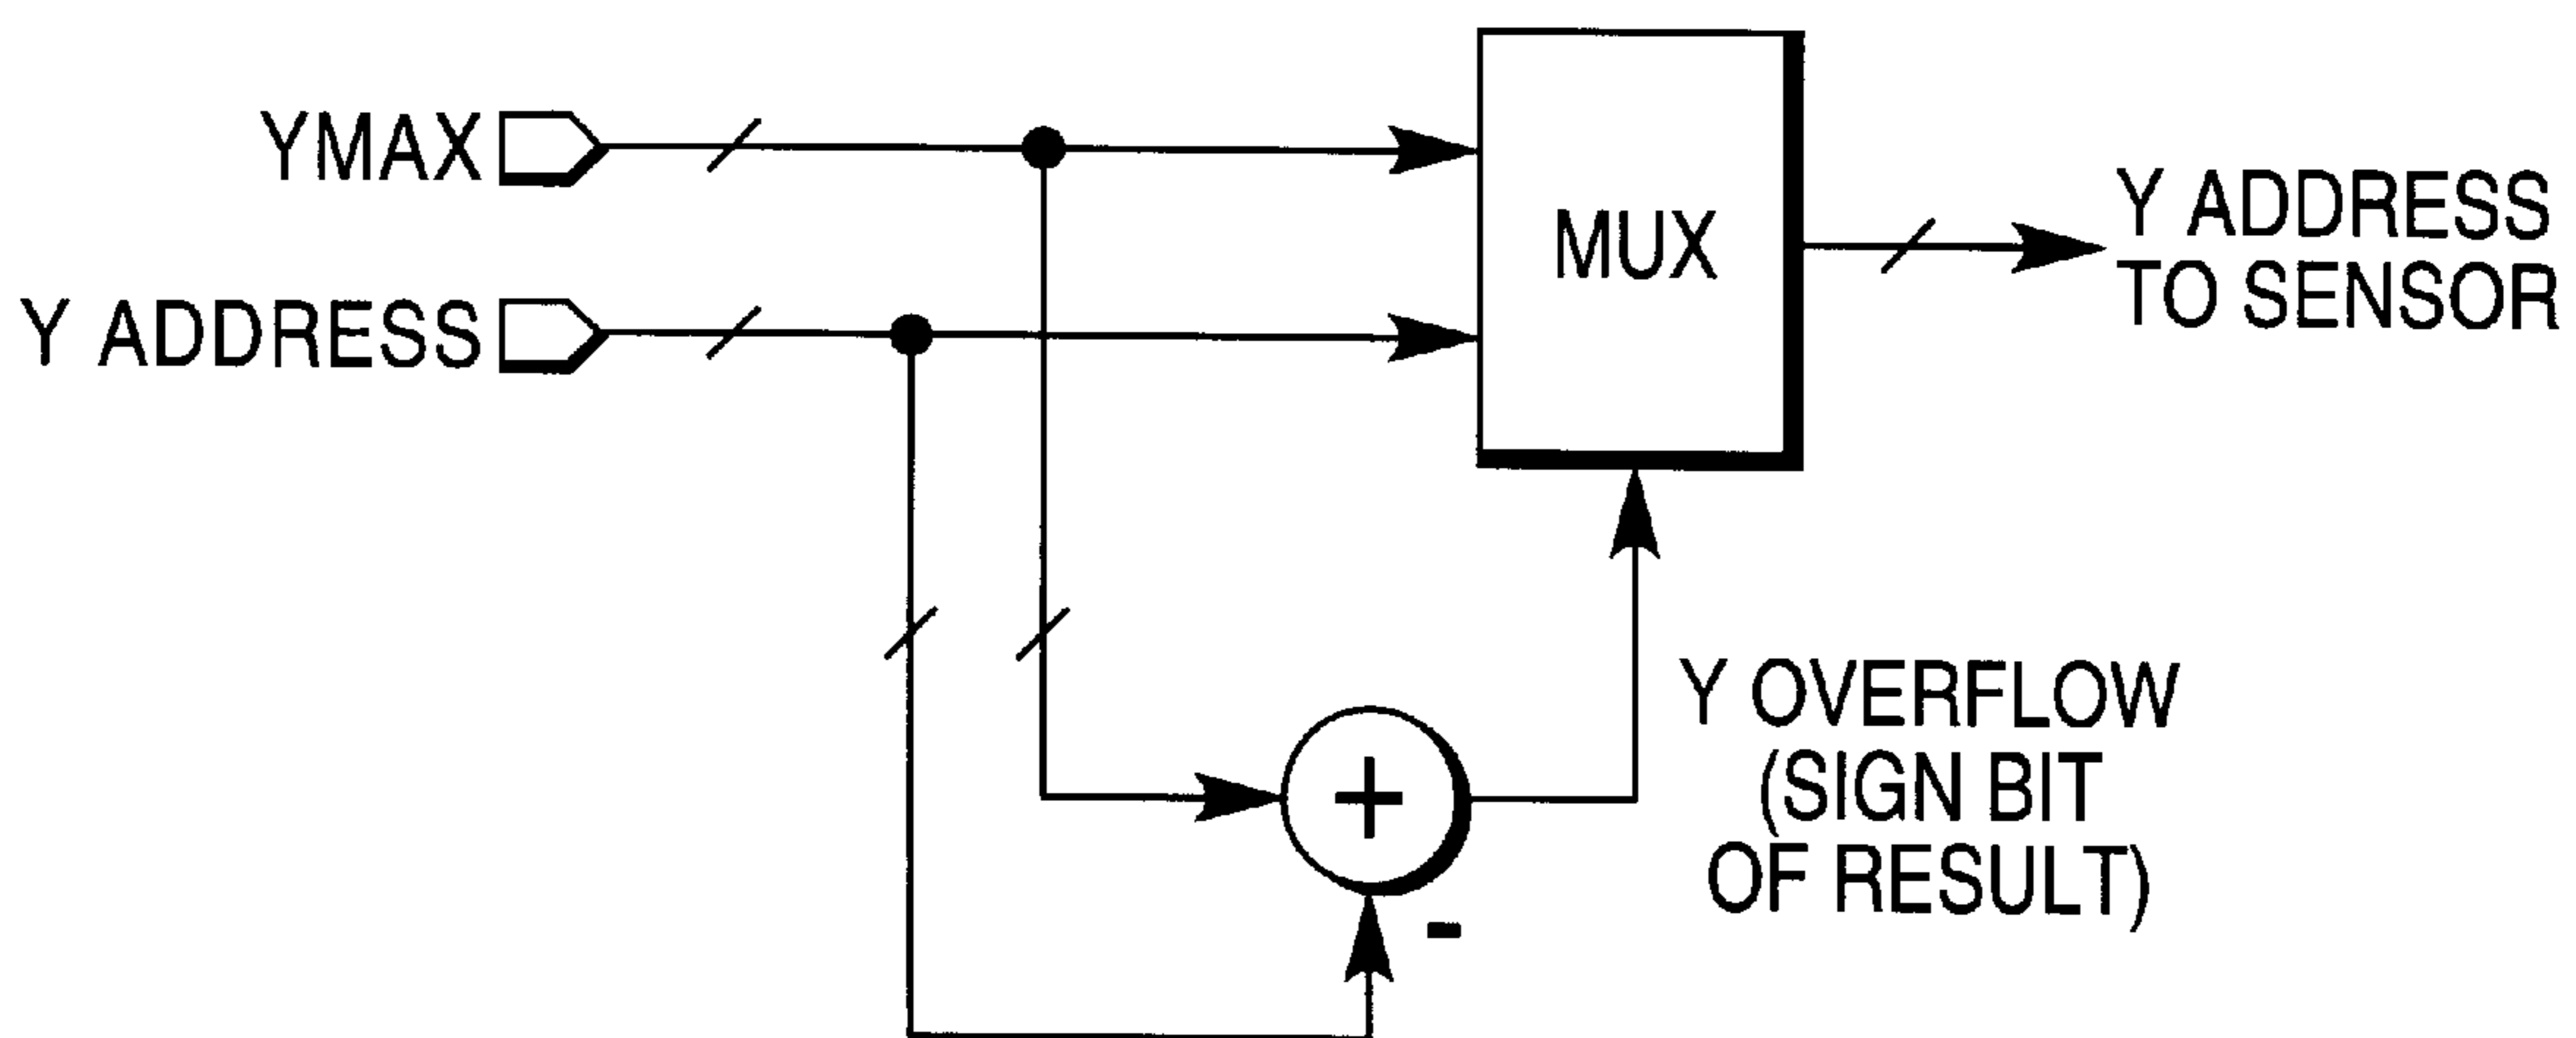 YMAX
Y ADDRESS
MUX
Y ADDRESS
TO SENSOR
+
-
Y OVERFLOW
(SIGN BIT
OF RESULT)